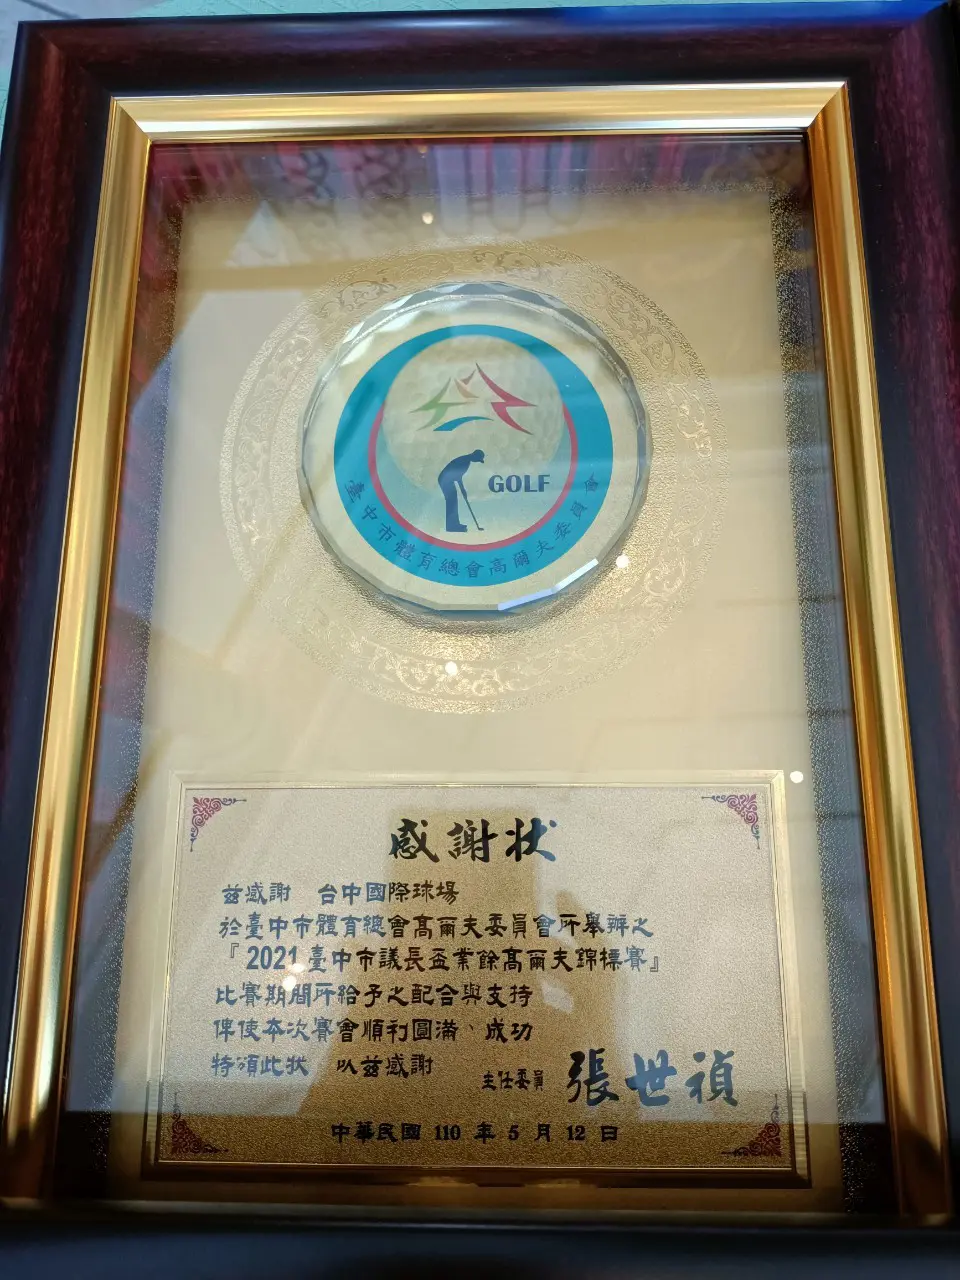 GOLF
臺中市體育總會高爾夫委員會
感謝狀
茲感謝　台中國際球場
於臺中市體育總會高爾夫委員會所舉辦之
『2021臺中市議長盃業餘高爾夫錦標賽』
比賽期間所給予之配合與支持
俾使本次賽會順利圓滿、成功
特頒此狀　以茲感謝
主任委員 張世禎
中華民國 110 年 5 月 12 日